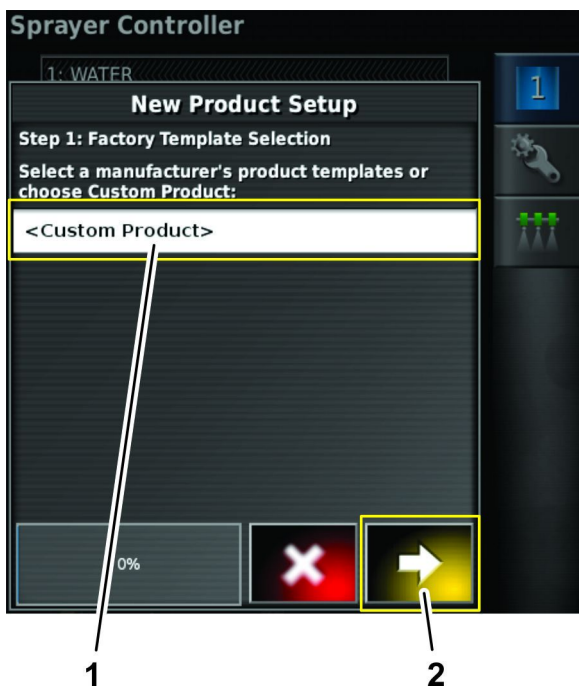 Sprayer Controller
1: WATER
1
New Product Setup
Step 1: Factory Template Selection
Select a manufacturer's product templates or
choose Custom Product:
<Custom Product>
0%
1
2